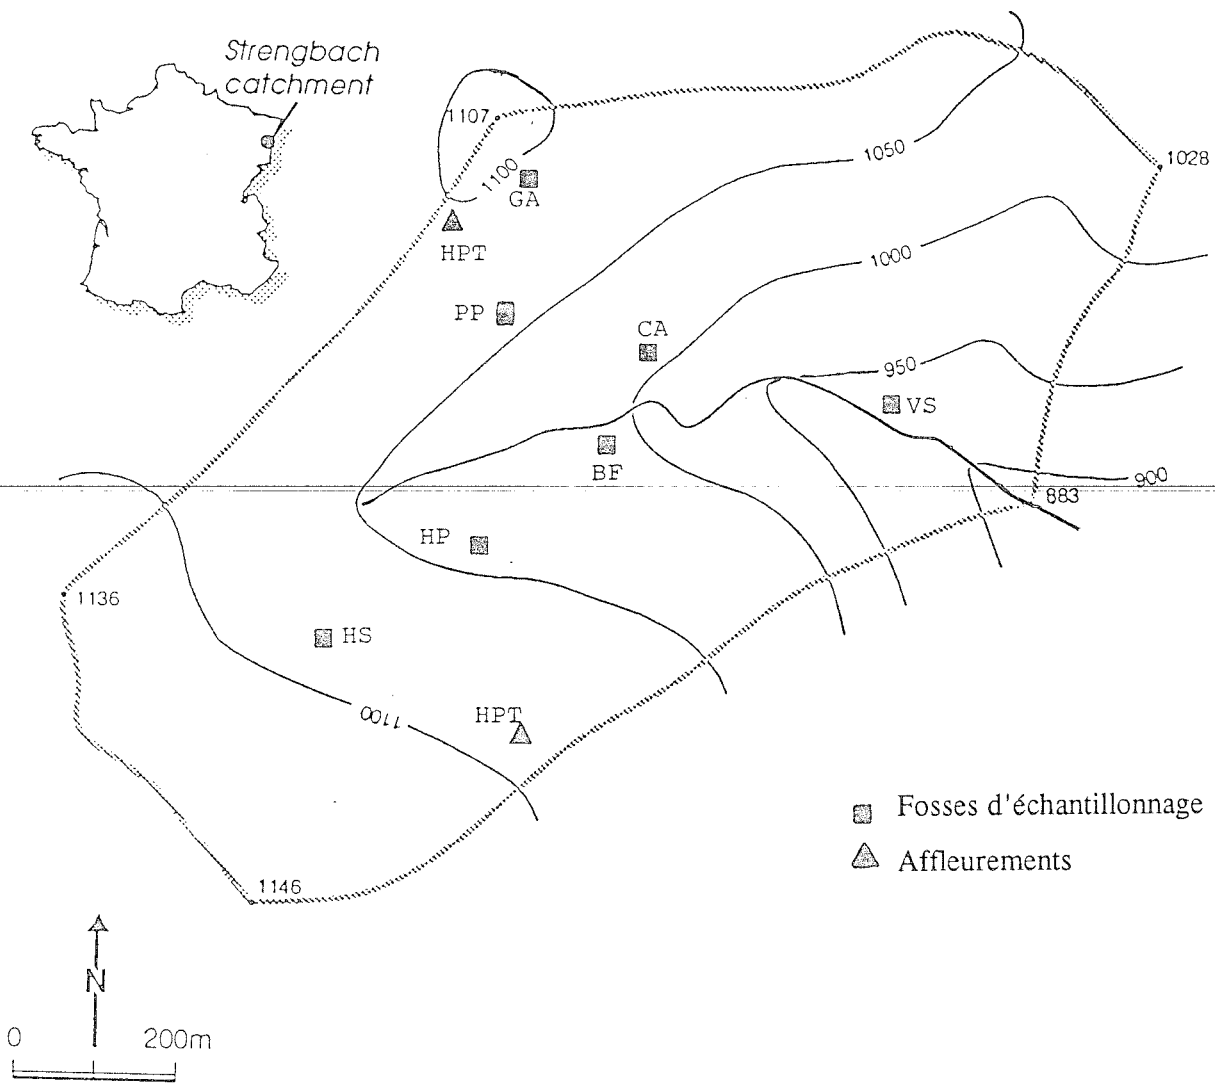 Strengbach
catchment
1107
1100
GA
HPT
1050
1028
1000
PP
CA
950
VS
BF
900
883
HP
1136
HS
1100
HPT
1146
Fosses d'échantillonnage
Affleurements
N
0 200m